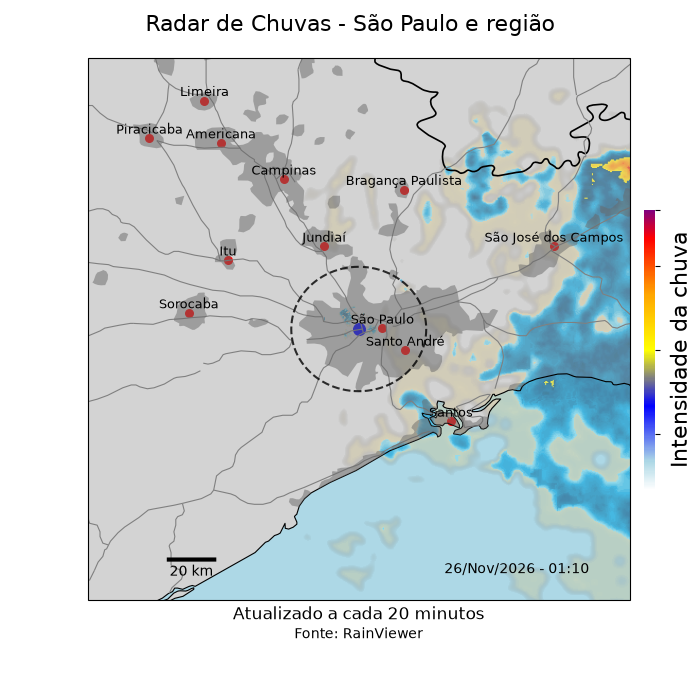 Radar de Chuvas - São Paulo e região
Limeira
Piracicaba
Americana
Campinas
Bragança Paulista
Jundiaí
São José dos Campos
Itu
Sorocaba
São Paulo
Santo André
Santos
Intensidade da chuva
20 km
26/Nov/2026 - 01:10
Atualizado a cada 20 minutos
Fonte: RainViewer